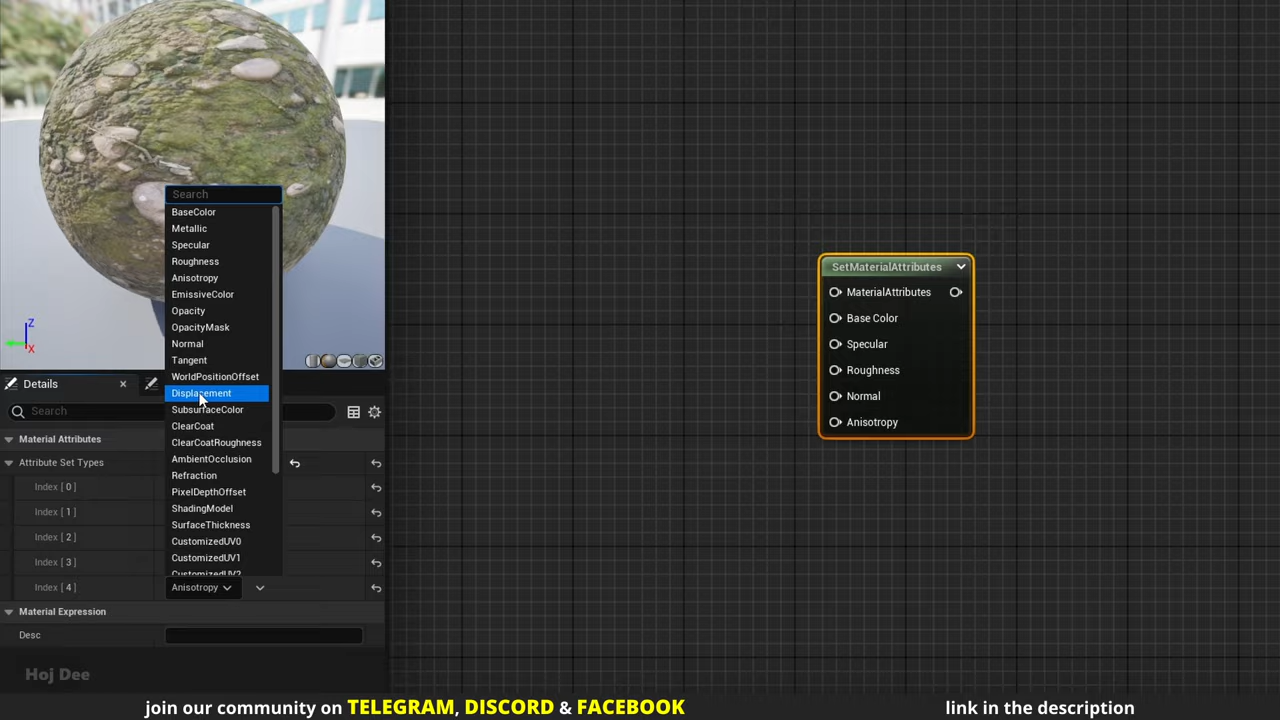 Search
BaseColor
Metallic
Specular
Roughness
Anisotropy
EmissiveColor
Opacity
OpacityMask
Normal
Tangent
WorldPositionOffset
Displacement
SubsurfaceColor
ClearCoat
ClearCoatRoughness
AmbientOcclusion
Refraction
PixelDepthOffset
ShadingModel
SurfaceThickness
CustomizedUV0
CustomizedUV1
CustomizedUV2
Z
X
Details
Search
Material Attributes
Attribute Set Types
Index [ 0 ]
Index [ 1 ]
Index [ 2 ]
Index [ 3 ]
Index [ 4 ] Anisotropy
Material Expression
Desc
SetMaterialAttributes
MaterialAttributes
Base Color
Specular
Roughness
Normal
Anisotropy
Hoj Dee
join our community on TELEGRAM, DISCORD & FACEBOOK link in the description